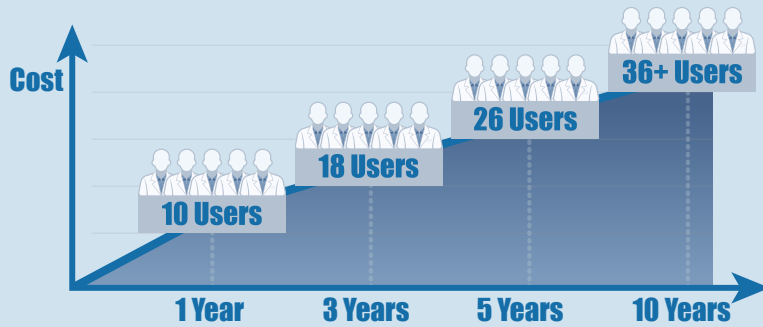 Cost
36+ Users
26 Users
18 Users
10 Users
1 Year
3 Years
5 Years
10 Years